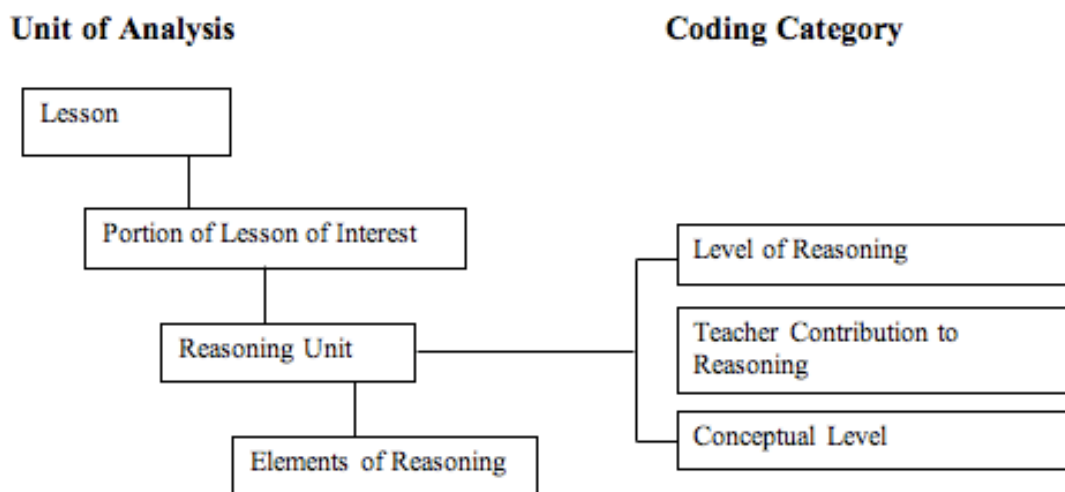 Unit of Analysis
Coding Category
Lesson
Portion of Lesson of Interest
Level of Reasoning
Reasoning Unit
Teacher Contribution to
Reasoning
Conceptual Level
Elements of Reasoning